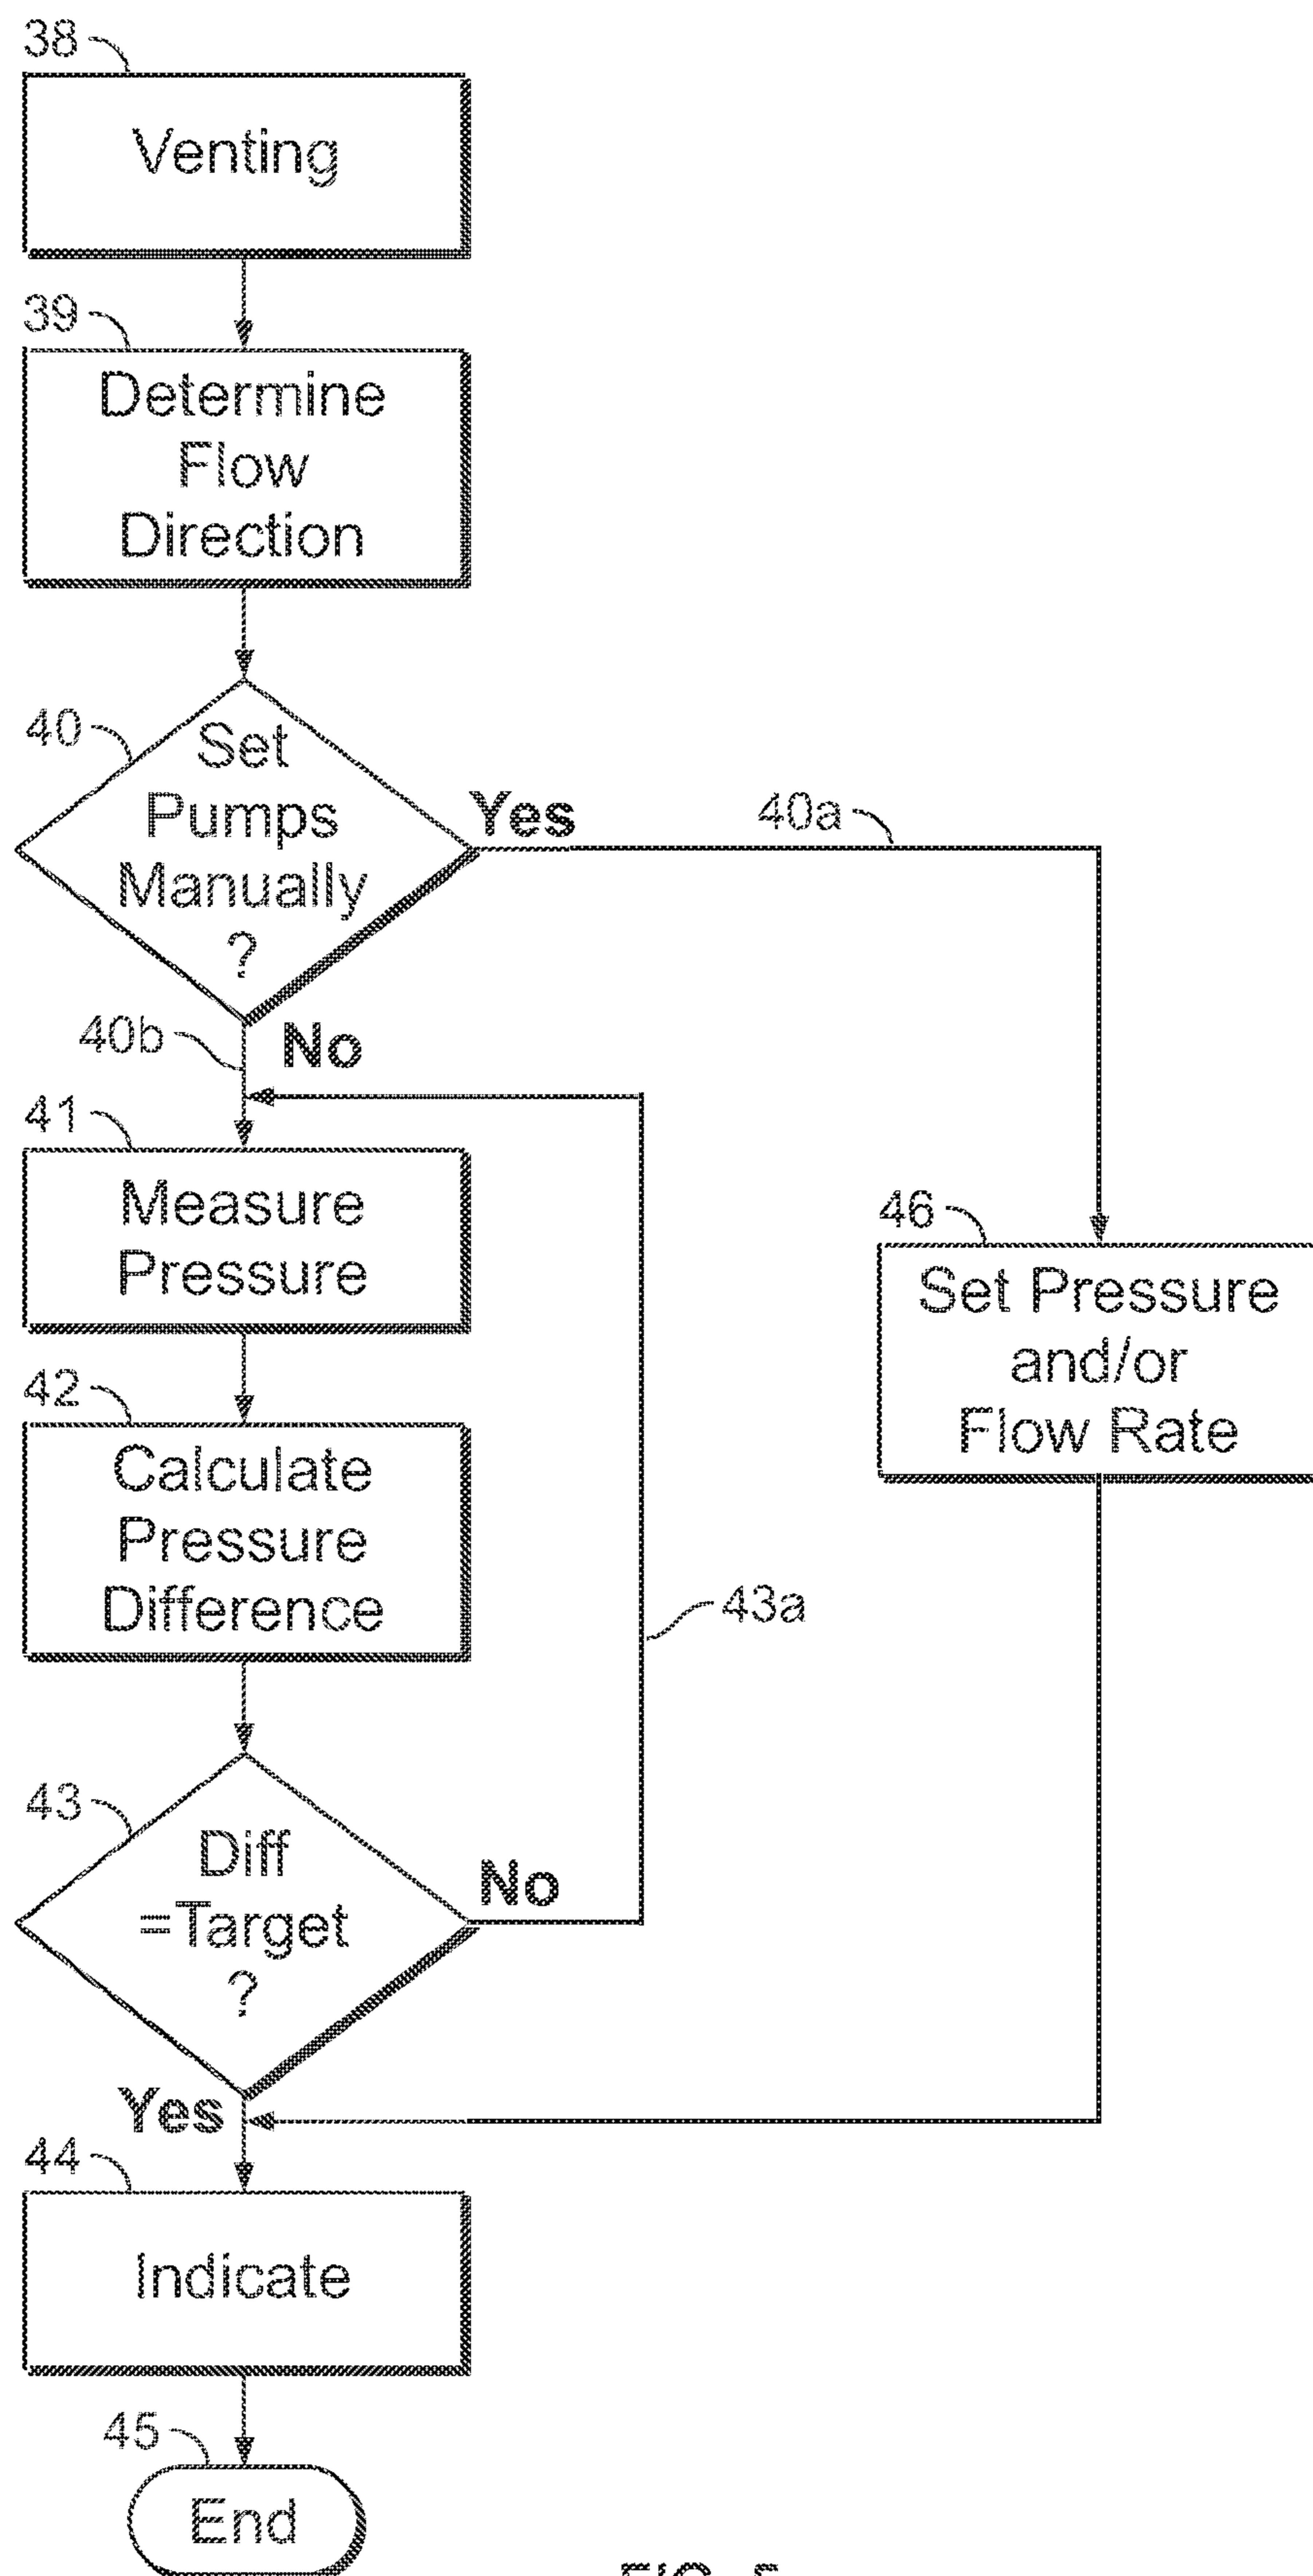 38
Venting
39
Determine
Flow
Direction
40
Set
Pumps
Manually
?
Yes
40a
40b
No
41
Measure
Pressure
46
Set Pressure
and/or
Flow Rate
42
Calculate
Pressure
Difference
43a
43
Diff
=Target
?
No
Yes
44
Indicate
45
End